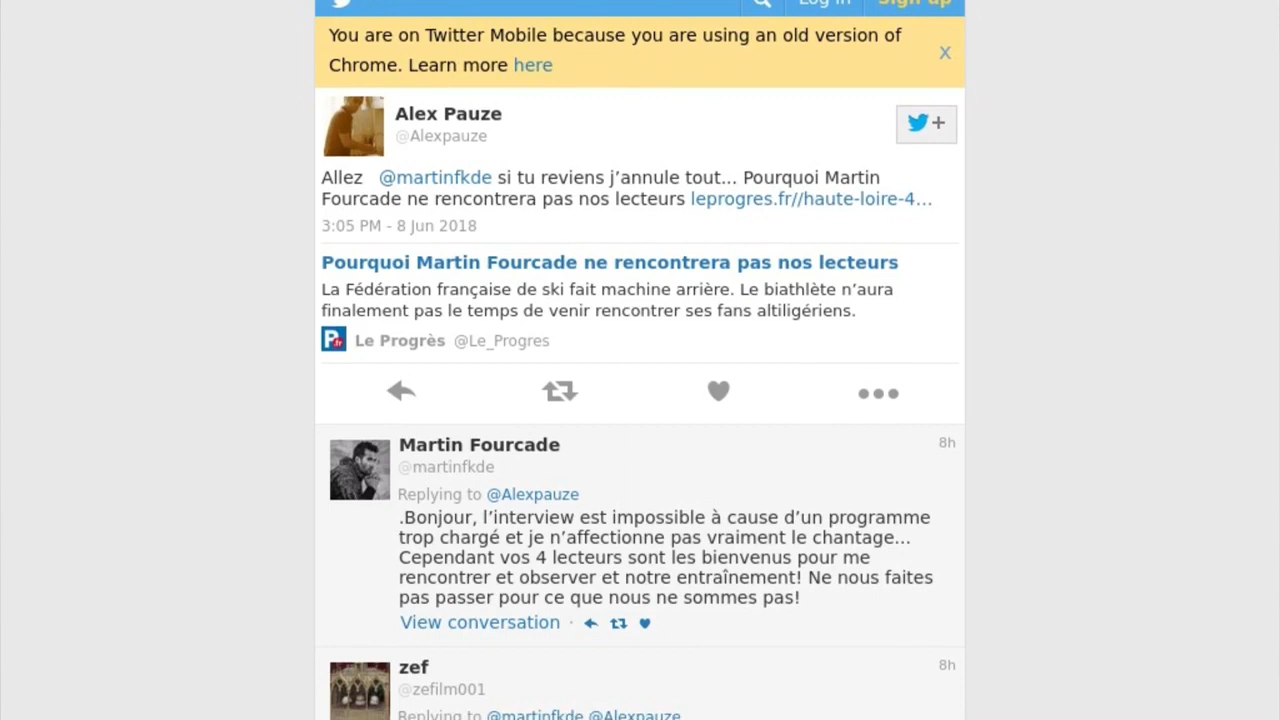 Log in Sign up
You are on Twitter Mobile because you are using an old version of
Chrome. Learn more here
X
Alex Pauze
@Alexpauze
Allez @martinfkde si tu reviens j’annule tout... Pourquoi Martin
Fourcade ne rencontrera pas nos lecteurs leprogres.fr//haute-loire-4...
3:05 PM - 8 Jun 2018
Pourquoi Martin Fourcade ne rencontrera pas nos lecteurs
La Fédération française de ski fait machine arrière. Le biathlète n’aura
finalement pas le temps de venir rencontrer ses fans altiligériens.
P.fr Le Progrès @Le_Progres
Martin Fourcade 8h
@martinfkde
Replying to @Alexpauze
.Bonjour, l’interview est impossible à cause d’un programme
trop chargé et je n’affectionne pas vraiment le chantage...
Cependant vos 4 lecteurs sont les bienvenus pour me
rencontrer et observer et notre entraînement! Ne nous faites
pas passer pour ce que nous ne sommes pas!
View conversation ·
zef 8h
@zefilm001
Replying to @martinfkde @Alexpauze